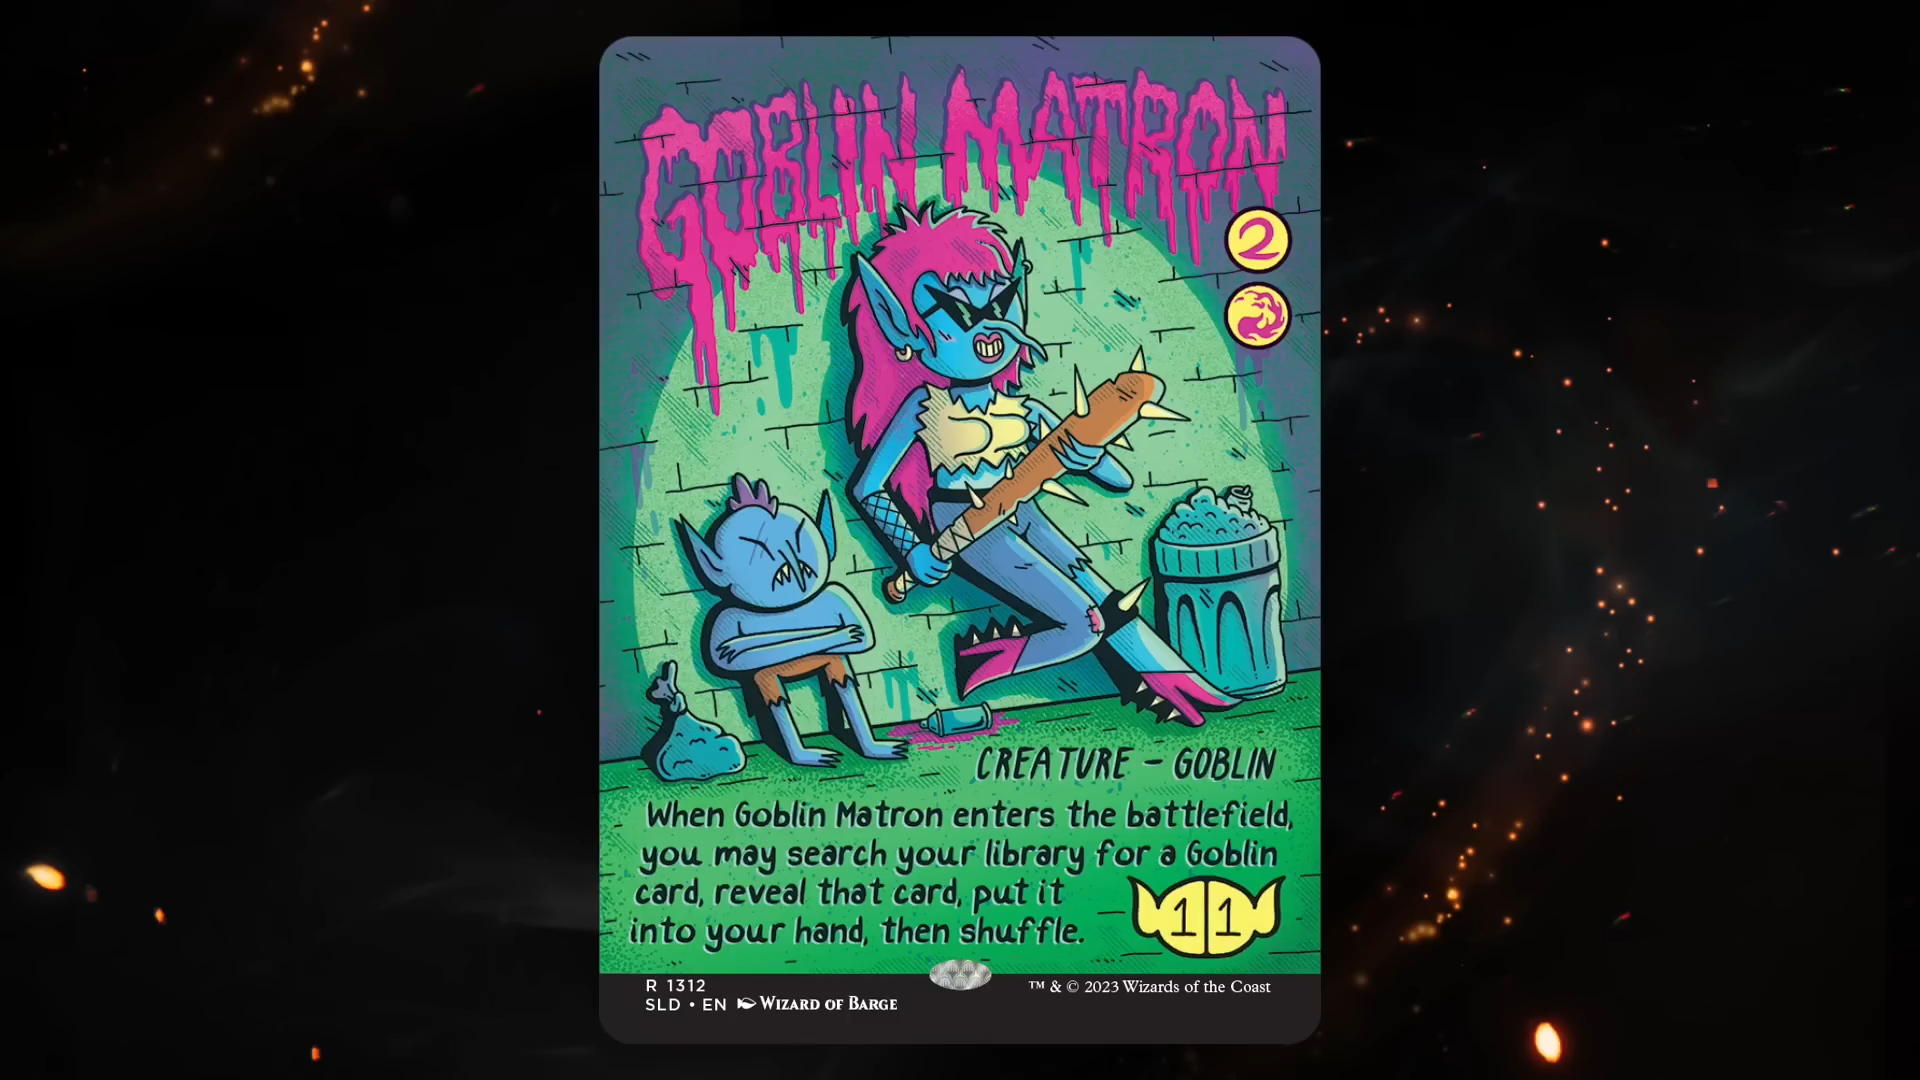 GOBLIN MATRON
2
CREATURE – GOBLIN
When Goblin Matron enters the battlefield,
you may search your library for a Goblin
card, reveal that card, put it
into your hand, then shuffle.
1 1
R 1312
SLD • EN WIZARD OF BARGE
™ & © 2023 Wizards of the Coast